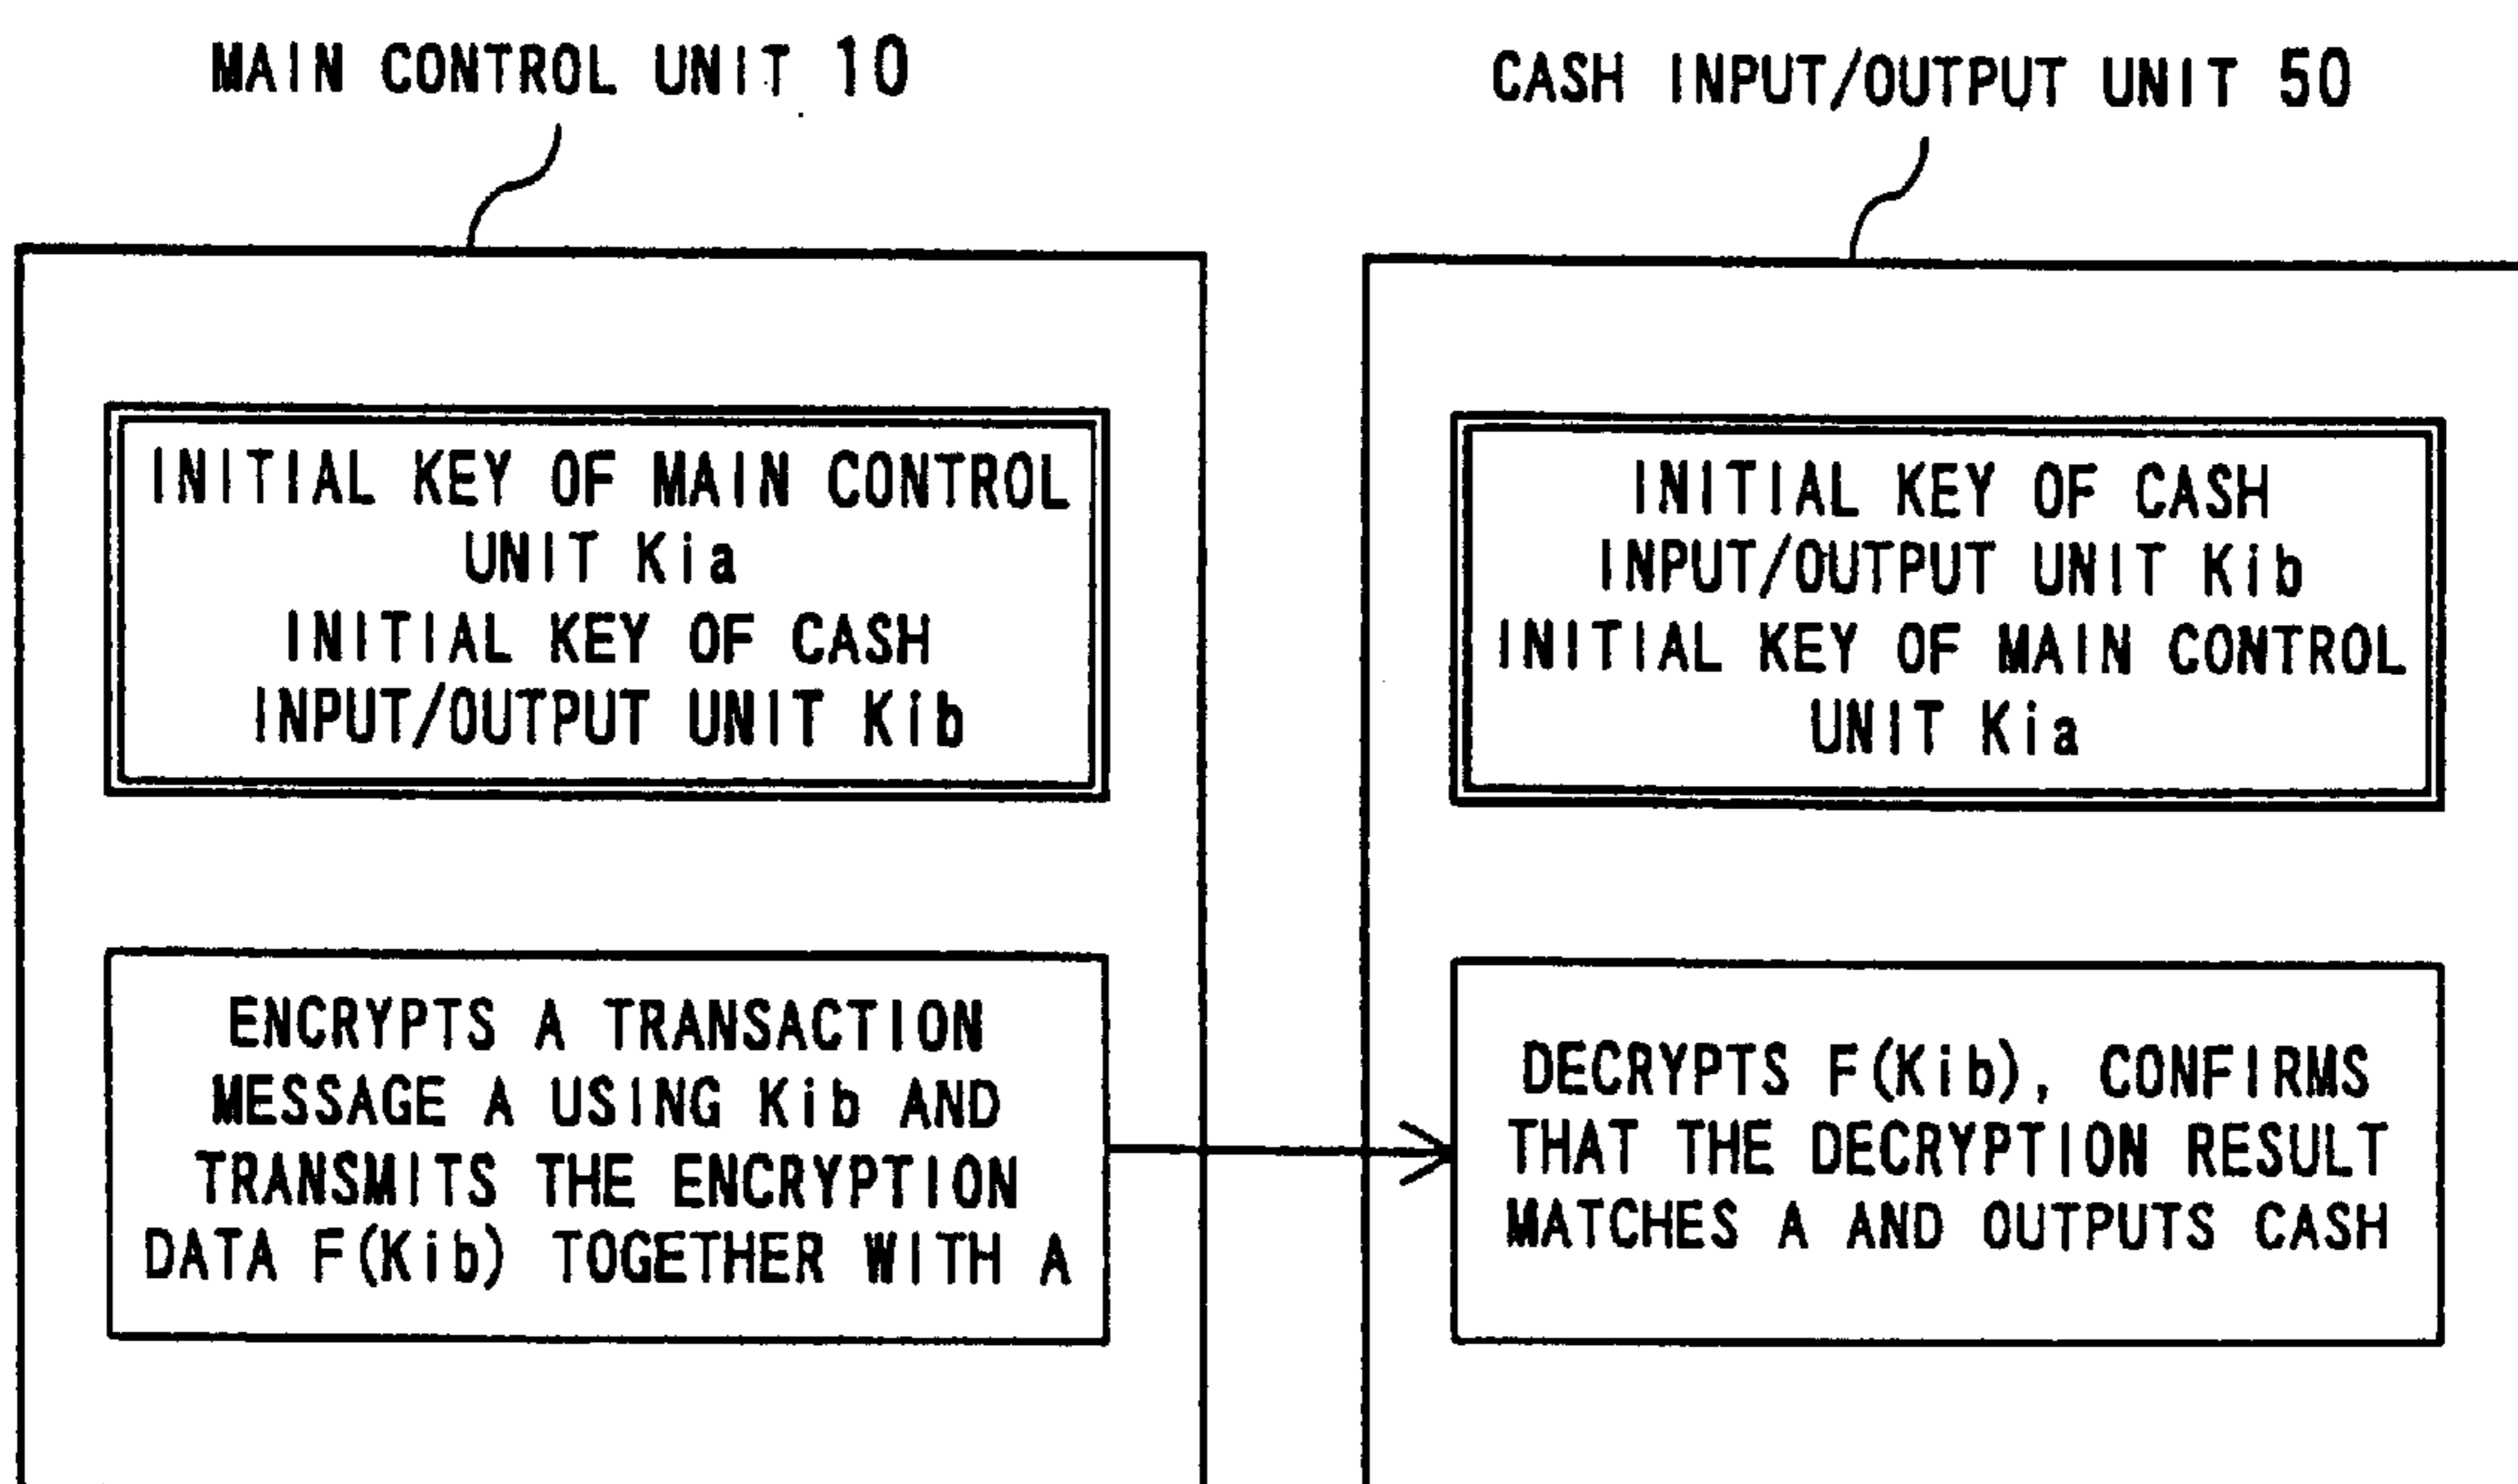 MAIN CONTROL UNIT 10
CASH INPUT/OUTPUT UNIT 50
INITIAL KEY OF MAIN CONTROL
UNIT Kia
INITIAL KEY OF CASH
INPUT/OUTPUT UNIT Kib
INITIAL KEY OF CASH
INPUT/OUTPUT UNIT Kib
INITIAL KEY OF MAIN CONTROL
UNIT Kia
ENCRYPTS A TRANSACTION
MESSAGE A USING Kib AND
TRANSMITS THE ENCRYPTION
DATA F(Kib) TOGETHER WITH A
DECRYPTS F(Kib), CONFIRMS
THAT THE DECRYPTION RESULT
MATCHES A AND OUTPUTS CASH